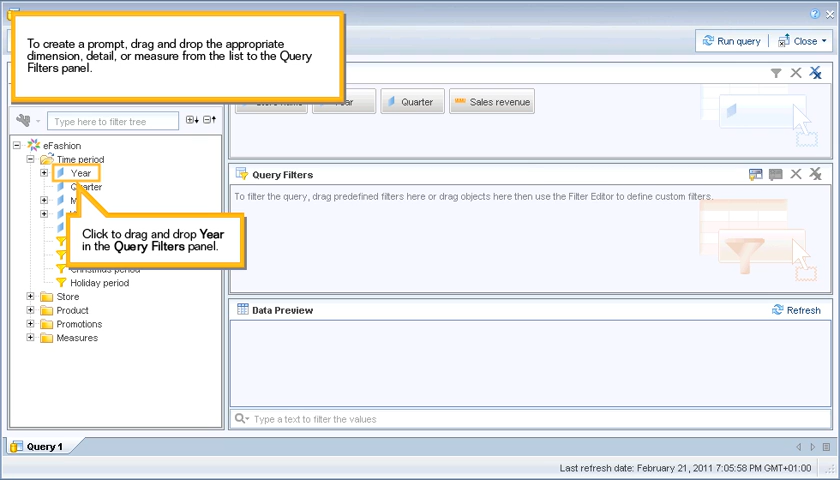 To create a prompt, drag and drop the appropriate
dimension, detail, or measure from the list to the Query
Filters panel.
Run query
Close
Quarter
Sales revenue
Type here to filter tree
eFashion
Time period
Year
Quarter
Click to drag and drop Year
in the Query Filters panel.
Christmas period
Holiday period
Store
Product
Promotions
Measures
Query Filters
To filter the query, drag predefined filters here or drag objects here then use the Filter Editor to define custom filters.
Data Preview
Refresh
Type a text to filter the values
Query 1
Last refresh date: February 21, 2011 7:05:58 PM GMT+01:00